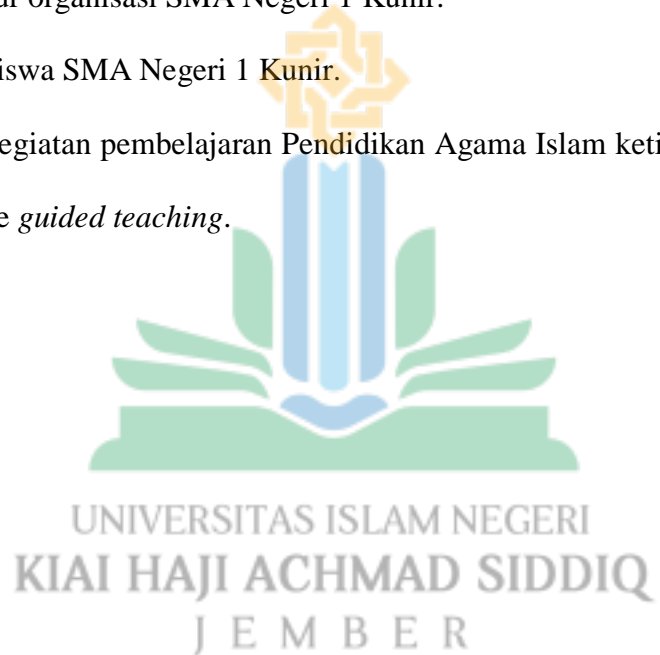 organisasi SMA Negeri 1 Kunir.
iswa SMA Negeri 1 Kunir.
egiatan pembelajaran Pendidikan Agama Islam keti
e guided teaching.
UNIVERSITAS ISLAM NEGERI
KIAI HAJI ACHMAD SIDDIQ
JEMBER